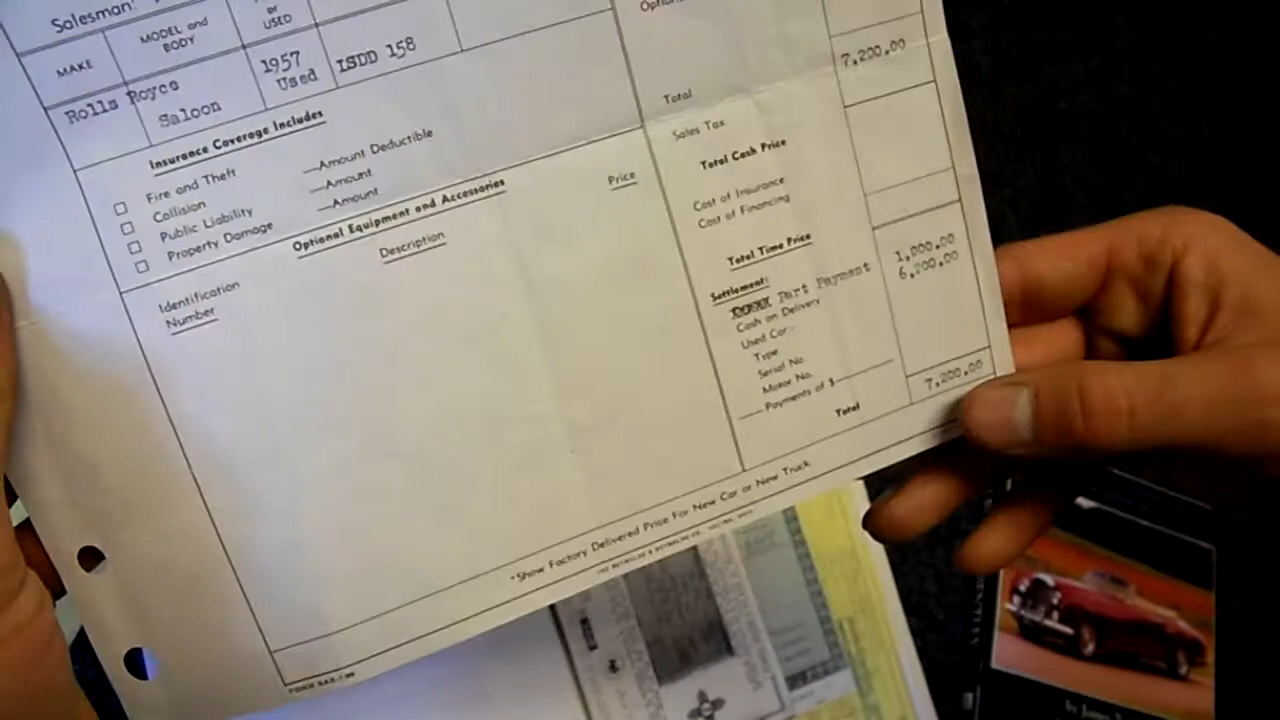 Salesman:
MAKE
MODEL and
BODY
or
USED
Rolls Royce
Saloon
1957
Used
ISDD 158
7,200.00
Insurance Coverage Includes
Fire and Theft
Collision
Public Liability
Property Damage
Amount Deductible
Amount
Amount
Total
Sales Tax
Total Cash Price
Cost of Insurance
Cost of Financing
Total Time Price
Optional Equipment and Accessories
Description
Price
Identification
Number
Settlement:
Part Payment 1,000.00
Cash on Delivery 6,200.00
Used Car:
Type
Serial No.
Motor No.
Payments of $
Total 7,200.00
*Show Factory Delivered Price For New Car or New Truck